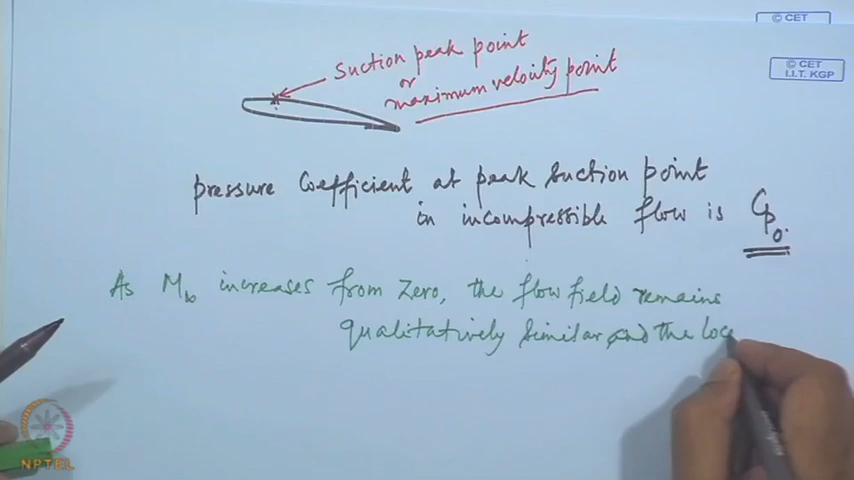 © CET
© CET
I.I.T. KGP
Suction peak point
or
maximum velocity point
pressure Coefficient at peak Suction point
in incompressible flow is Cp₀.
As M∞ increases from Zero, the flow field remains
qualitatively Similar and the loca
NPTEL